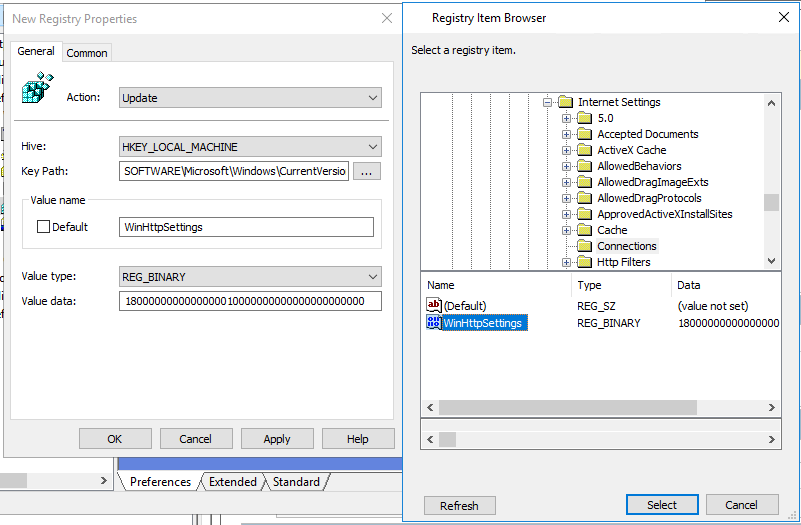 New Registry Properties
General
Common
Action:
Update
Hive:
HKEY_LOCAL_MACHINE
Key Path:
SOFTWARE\Microsoft\Windows\CurrentVersio
...
Value name
Default
WinHttpSettings
Value type:
REG_BINARY
Value data:
OK
Cancel
Apply
Help
Preferences
Extended
Standard
Registry Item Browser
Select a registry item.
Internet Settings
5.0
Accepted Documents
ActiveX Cache
AllowedBehaviors
AllowedDragImageExts
AllowedDragProtocols
ApprovedActiveXInstallSites
Cache
Connections
Http Filters
Name Type Data
(Default) REG_SZ (value not set)
WinHttpSettings REG_BINARY 18000000000000000
Refresh
Select
Cancel